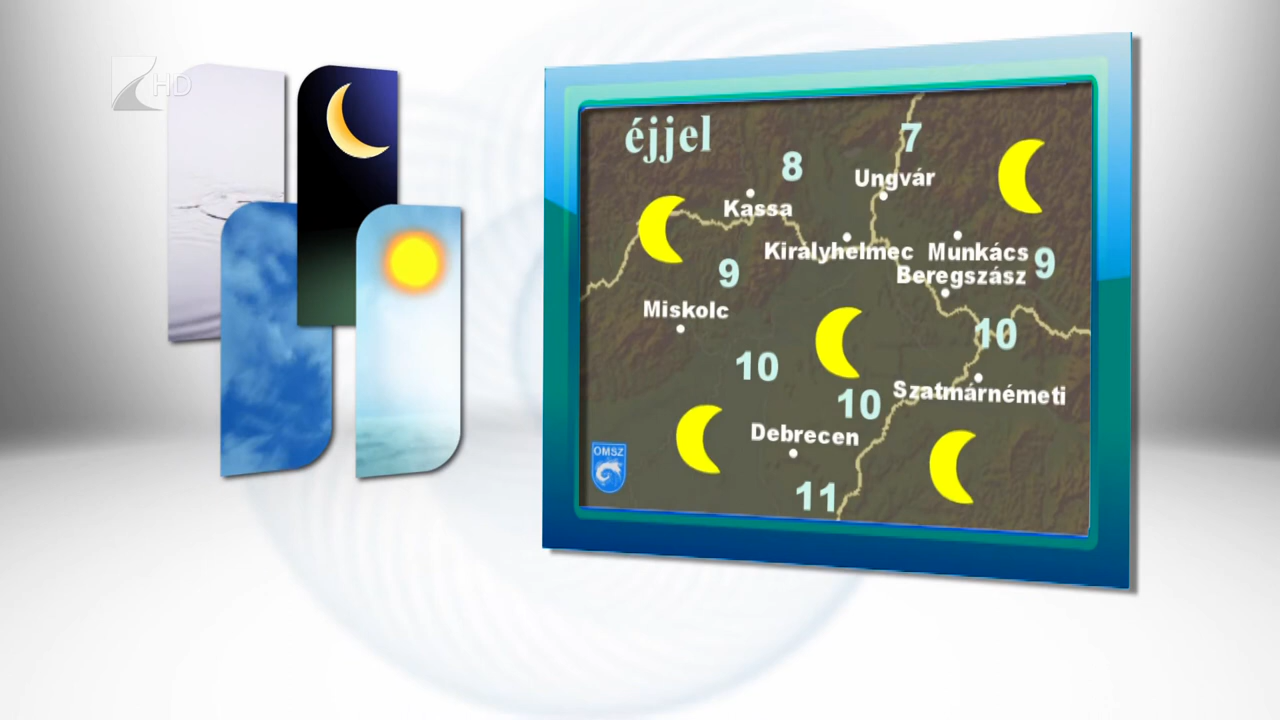 HD
éjjel
7
8
Ungvár
Kassa
Királyhelmec
Munkács
9
9
Beregszász
Miskolc
10
10
Szatmárnémeti
10
Debrecen
OMSZ
11